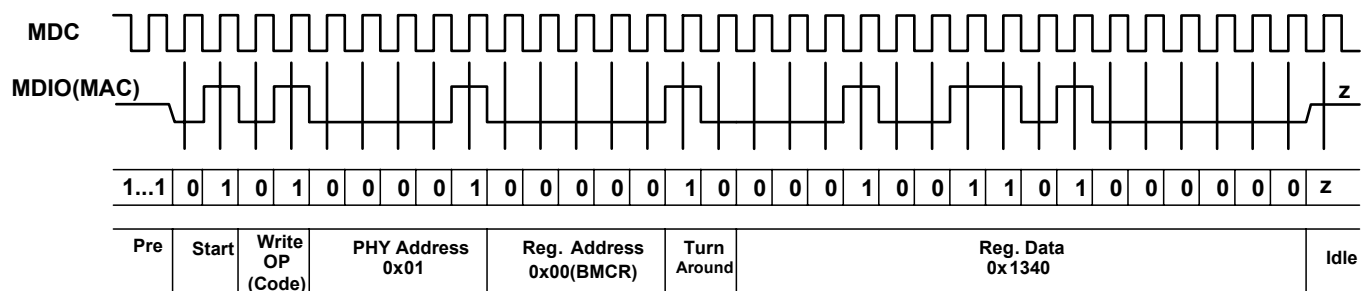 MDC
MDIO(MAC)
z
1...1 0 1 0 1 0 0 0 0 1 0 0 0 0 0 1 0 0 0 0 1 0 0 1 1 0 1 0 0 0 0 0 0 z
Pre Start Write OP (Code) PHY Address 0x01 Reg. Address 0x00(BMCR) Turn Around Reg. Data 0x1340 Idle